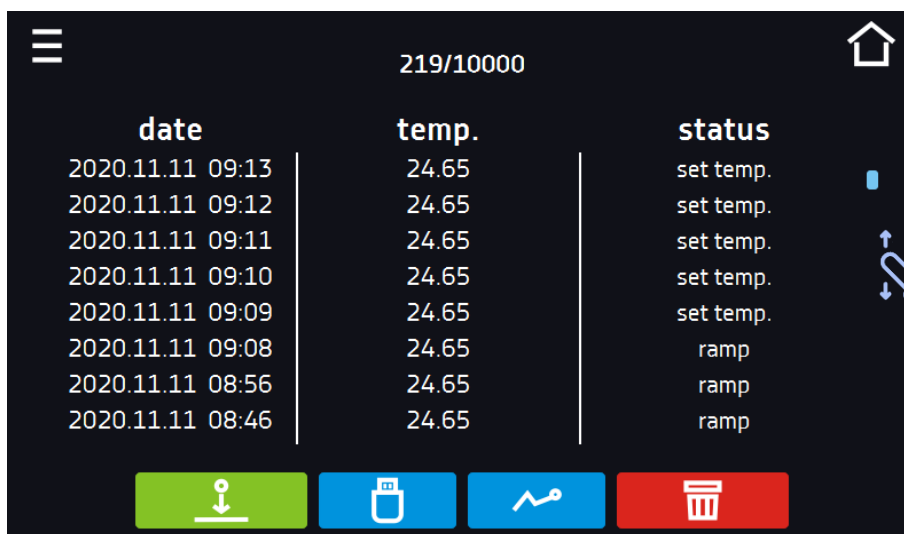 219/10000
date temp. status
2020.11.11 09:13 24.65 set temp.
2020.11.11 09:12 24.65 set temp.
2020.11.11 09:11 24.65 set temp.
2020.11.11 09:10 24.65 set temp.
2020.11.11 09:09 24.65 set temp.
2020.11.11 09:08 24.65 ramp
2020.11.11 08:56 24.65 ramp
2020.11.11 08:46 24.65 ramp